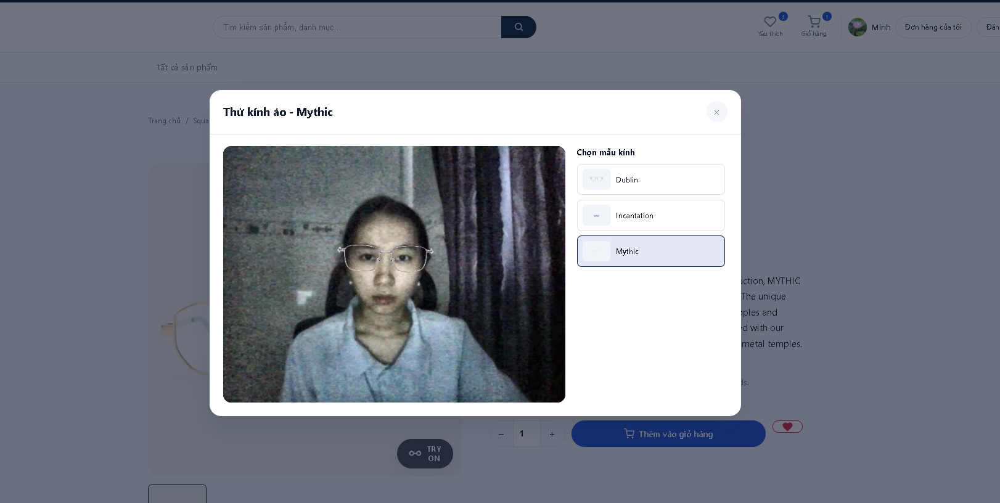 Tìm kiếm sản phẩm, danh mục...
3
Yêu thích
1
Giỏ hàng
Minh
Đơn hàng của tôi
Tất cả sản phẩm
Trang chủ /
Thử kính ảo - Mythic
×
Chọn mẫu kính
Dublin
Incantation
Mythic
MYTHIC
The unique
and
with our
metal temples.
− 1 +
Thêm vào giỏ hàng
TRY
ON